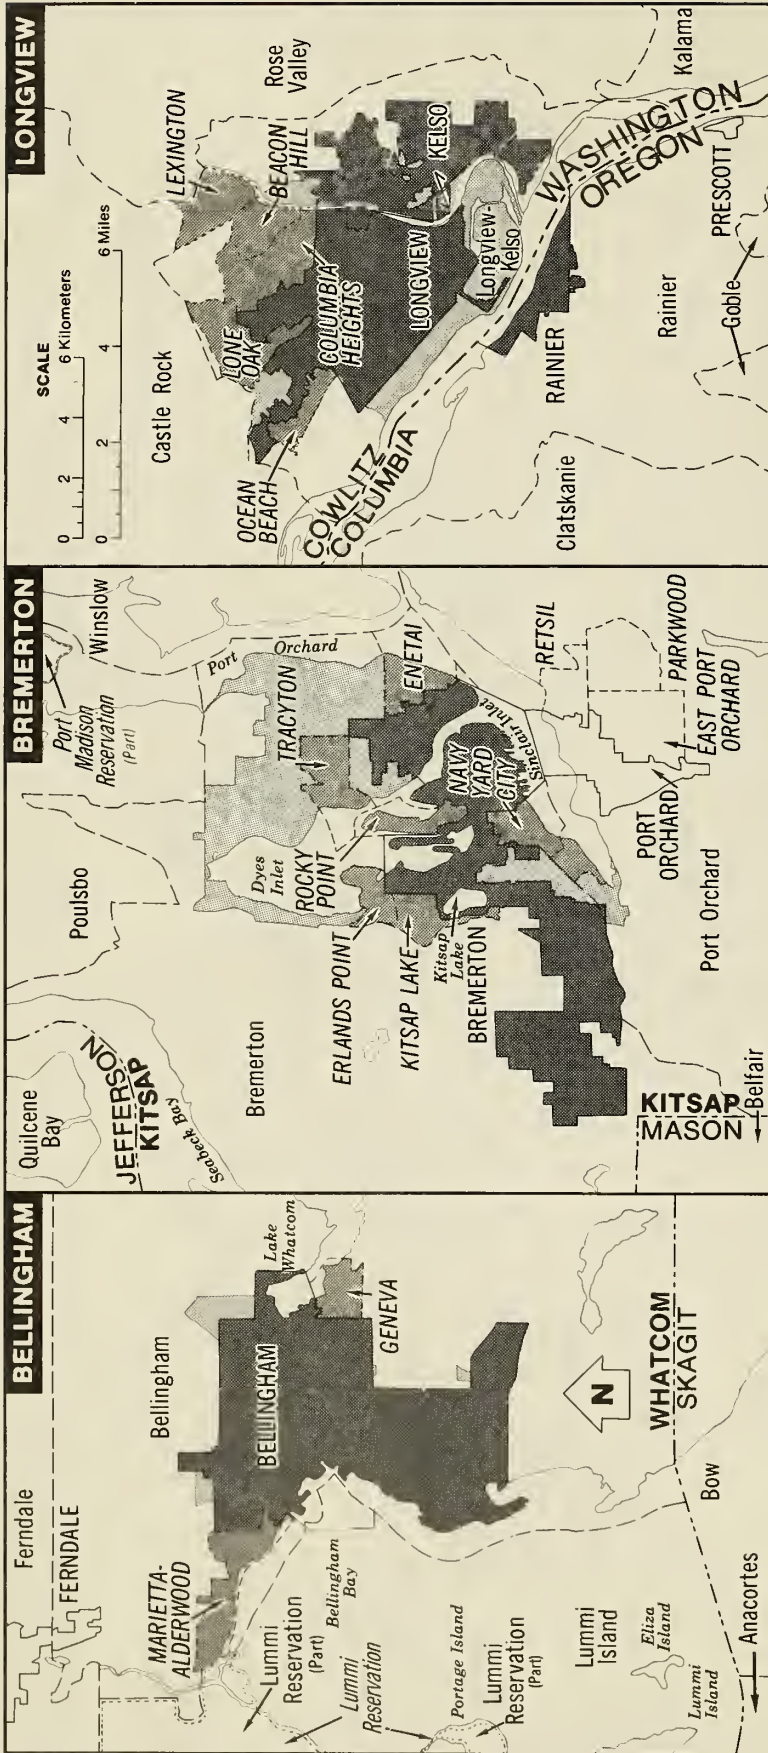 BELLINGHAM
Ferndale
FERNDALE
Bellingham
Lake
Whatcom
BELLINGHAM
GENEVA
MARIETTA-
ALDERWOOD
Lummi
Reservation
(Part)
Bellingham
Bay
Lummi
Reservation
Portage Island
Lummi
Reservation
(Part)
Lummi
Island
Eliza
Island
Lummi
Island
N
WHATCOM
SKAGIT
Bow
Anacortes
BREMERTON
Quilcene
Bay
JEFFERSON
KITSAP
Seabeck Bay
Poulsbo
Port
Madison
Reservation
(Part)
Winslow
Bremerton
Port
Orchard
TRACYTON
ENETAI
Dyes
Inlet
ROCKY
POINT
ERLANDS POINT
KITSAP LAKE
Kitsap
Lake
BREMERTON
NAVY
YARD
CITY
Sinclair Inlet
RETSIL
PARKWOOD
EAST PORT
ORCHARD
PORT
ORCHARD
Port Orchard
KITSAP
MASON
Belfair
LONGVIEW
SCALE
0 2 4 6 Kilometers
0 2 4 6 Miles
Castle Rock
LEXINGTON
BEACON
HILL
Rose
Valley
LONE
OAK
COLUMBIA
HEIGHTS
OCEAN
BEACH
LONGVIEW
KELSO
Longview-
Kelso
COWLITZ
COLUMBIA
WASHINGTON
OREGON
Kalama
RAINIER
Rainier
PRESCOTT
Goble
Clatskanie